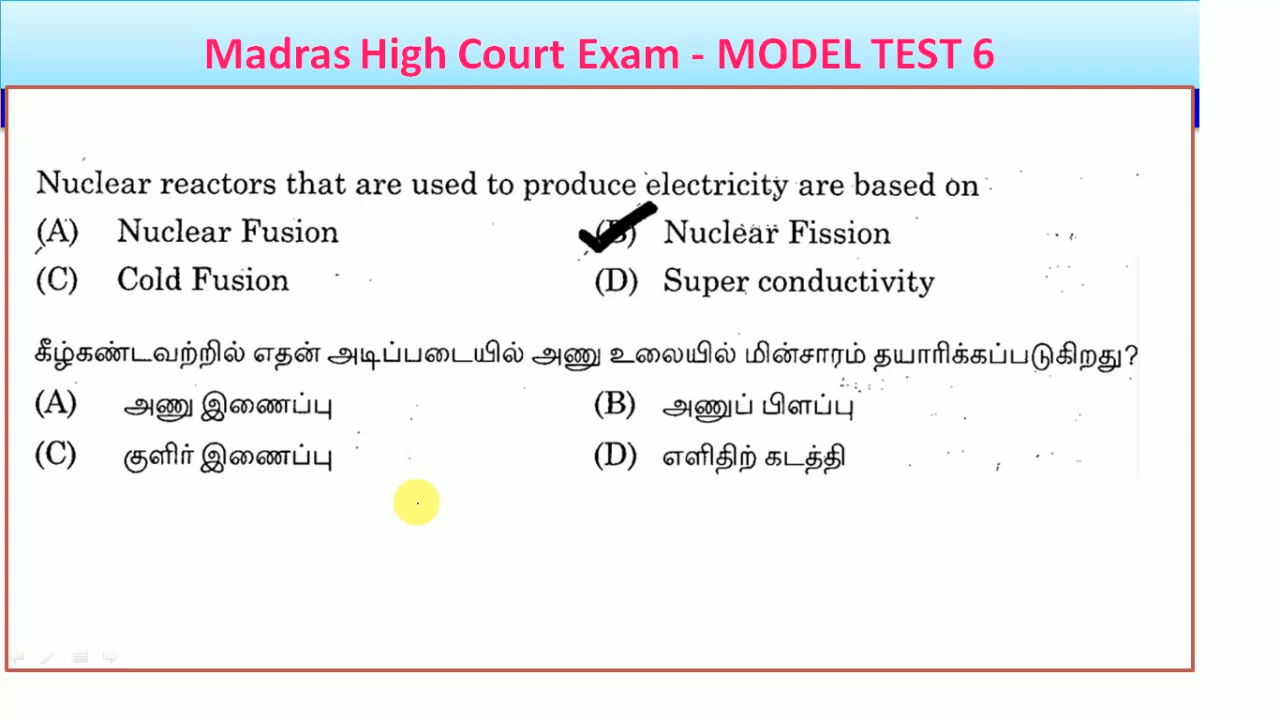 Madras High Court Exam - MODEL TEST 6
Nuclear reactors that are used to produce electricity are based on
(A) Nuclear Fusion (B) Nuclear Fission
(C) Cold Fusion (D) Super conductivity
கீழ்கண்டவற்றில் எதன் அடிப்படையில் அணு உலையில் மின்சாரம் தயாரிக்கப்படுகிறது?
(A) அணு இணைப்பு (B) அணுப் பிளப்பு
(C) குளிர் இணைப்பு (D) எளிதிற் கடத்தி